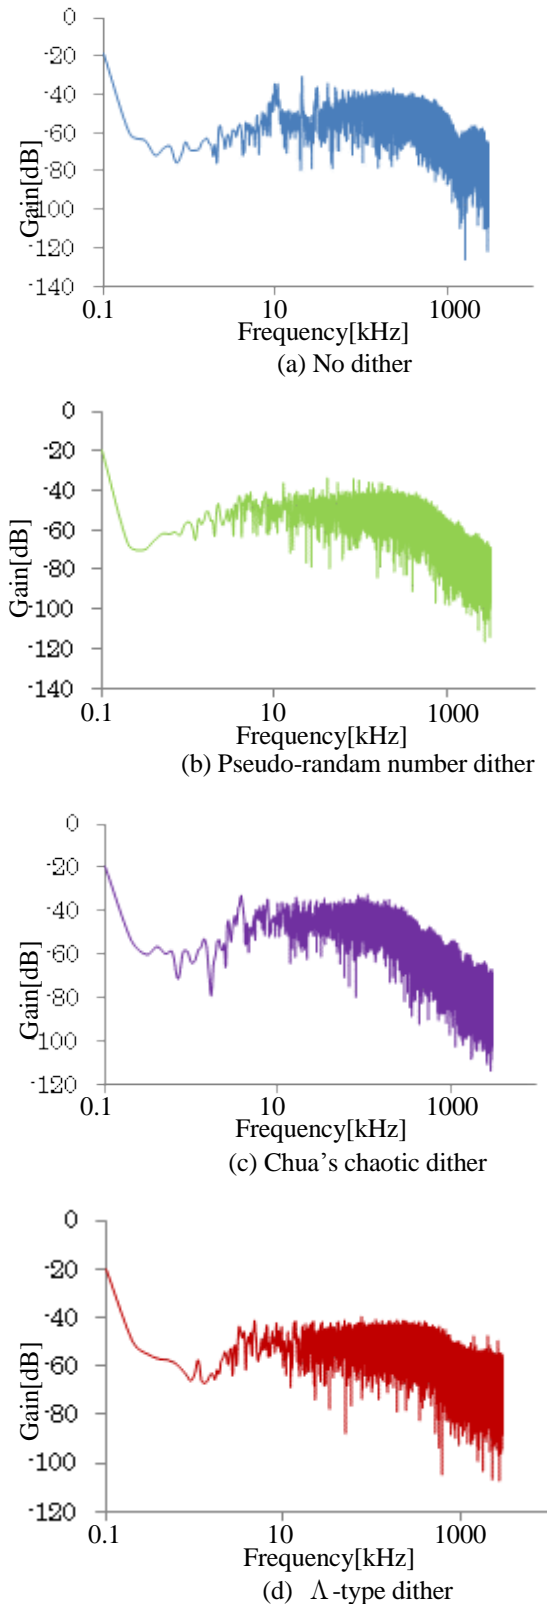 0
-20
-40
-60
-80
-100
-120
-140
Gain[dB]
0.1 10 1000
Frequency[kHz]
(a) No dither
0
-20
-40
-60
-80
-100
-120
-140
Gain[dB]
0.1 10 1000
Frequency[kHz]
(b) Pseudo-randam number dither
0
-20
-40
-60
-80
-100
-120
Gain[dB]
0.1 10 1000
Frequency[kHz]
(c) Chua’s chaotic dither
0
-20
-40
-60
-80
-100
-120
Gain[dB]
0.1 10 1000
Frequency[kHz]
(d) Λ-type dither